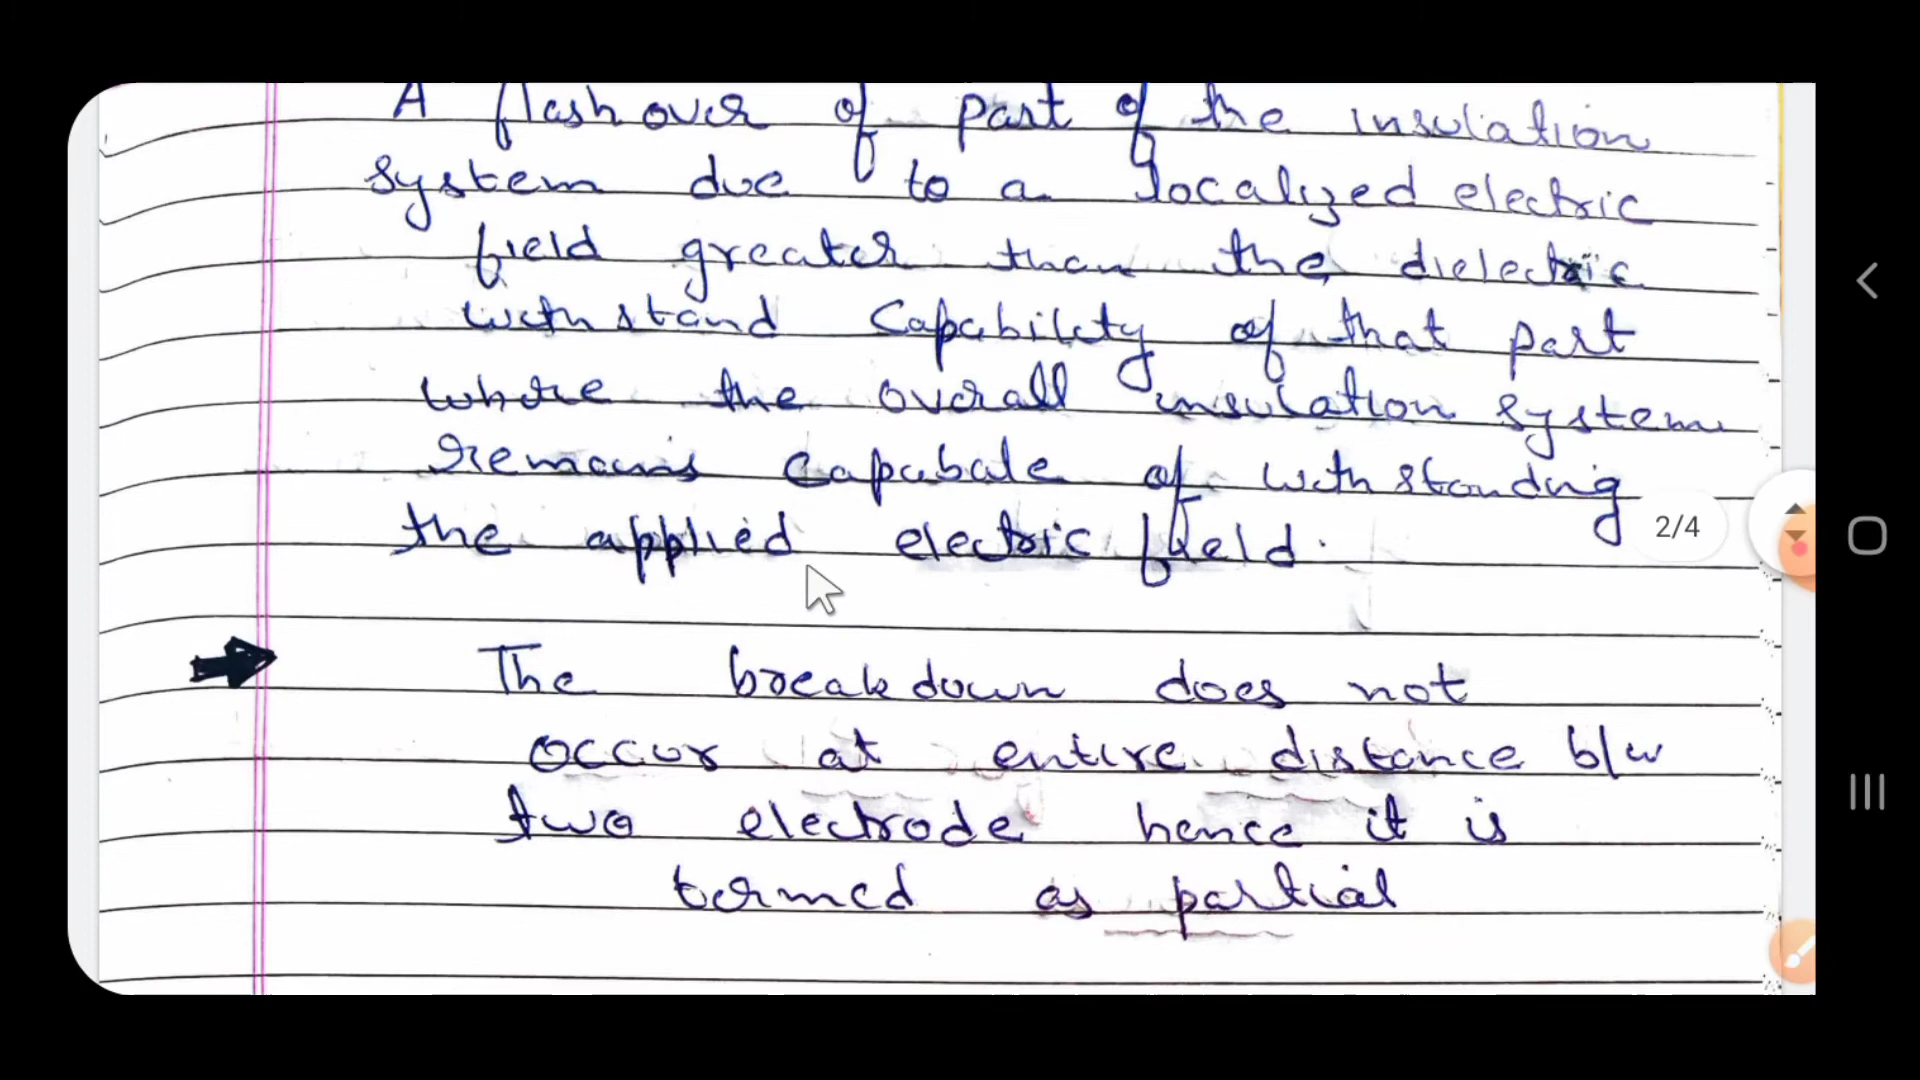 A flash over of part of the insulation
system due to a localized electric
field greater than the dielectric
withstand Capability of that part
where the overall insulation system
remains Capabale of withstanding
the applied electric field.
2/4
The breakdown does not
occur at entire distance b/w
two electrode hence it is
termed as partial